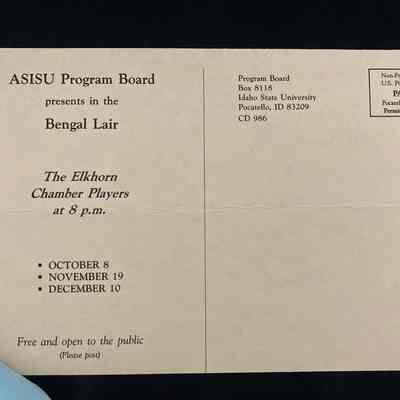 ASISU Program Board
presents in the
Bengal Lair
The Elkhorn
Chamber Players
at 8 p.m.
• OCTOBER 8
• NOVEMBER 19
• DECEMBER 10
Free and open to the public
(Please post)
Program Board
Box 8118
Idaho State University
Pocatello, ID 83209
CD 986
U.S.
Permit